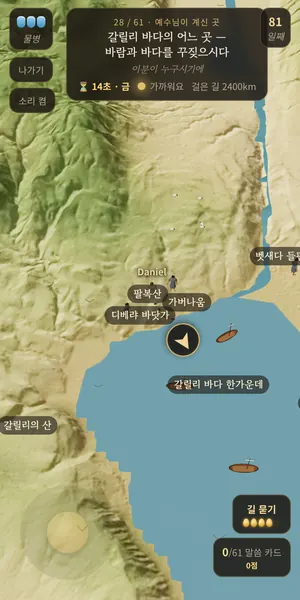 물병
나가기
소리 켬
28 / 61 · 예수님이 계신 곳
갈릴리 바다의 어느 곳 —
바람과 바다를 꾸짖으시다
이분이 누구시기에
14초 · 금 가까워요 걸은 길 2400km
81
일째
벳새다 들
Daniel
팔복산
가버나움
디베랴 바닷가
갈릴리 바다 한가운데
갈릴리의 산
길 묻기
0/61 말씀 카드
0점